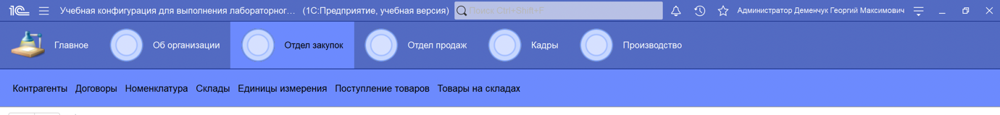 1С Учебная конфигурация для выполнения лабораторног... (1С:Предприятие, учебная версия) Поиск Ctrl+Shift+F Администратор Деменчук Георгий Максимович
Главное Об организации Отдел закупок Отдел продаж Кадры Производство
Контрагенты Договоры Номенклатура Склады Единицы измерения Поступление товаров Товары на складах